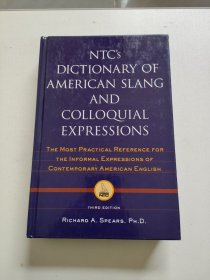 NTC's
DICTIONARY OF
AMERICAN SLANG
AND
COLLOQUIAL
EXPRESSIONS
THE MOST PRACTICAL REFERENCE FOR
THE INFORMAL EXPRESSIONS OF
CONTEMPORARY AMERICAN ENGLISH
THIRD EDITION
RICHARD A. SPEARS, PH.D.